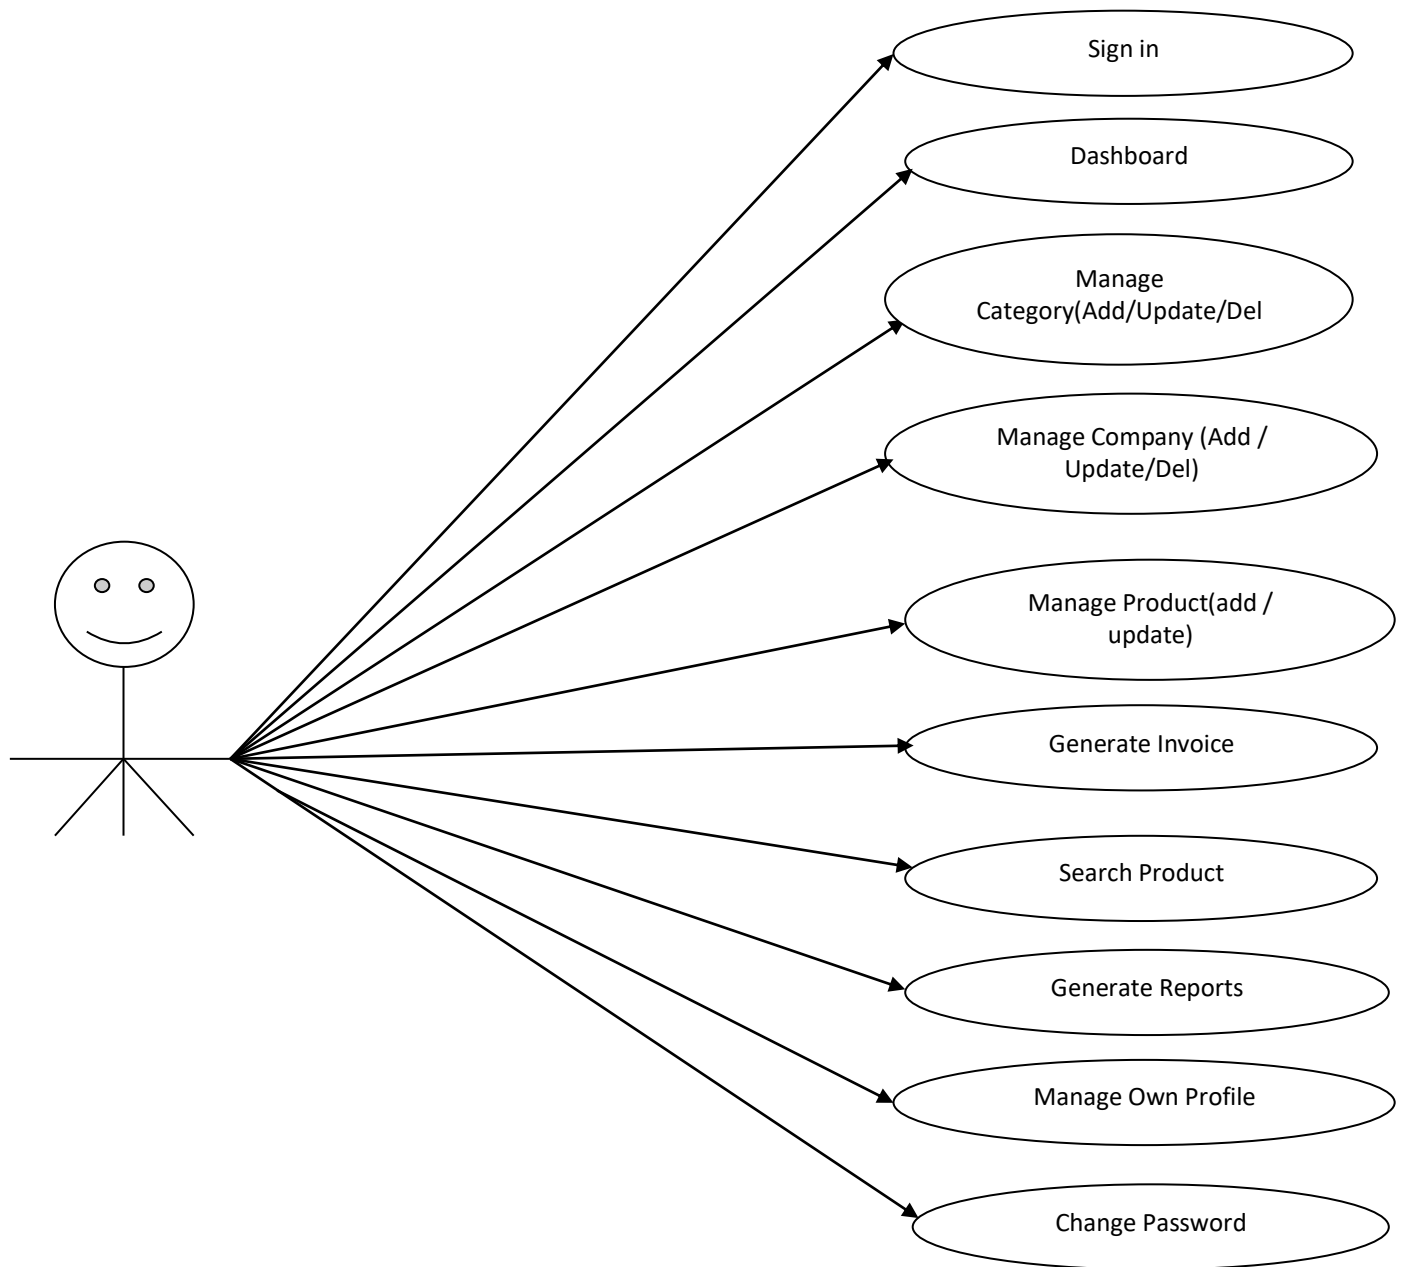 Sign in
Dashboard
Manage
Category(Add/Update/Del
Manage Company (Add /
Update/Del)
Manage Product(add /
update)
Generate Invoice
Search Product
Generate Reports
Manage Own Profile
Change Password